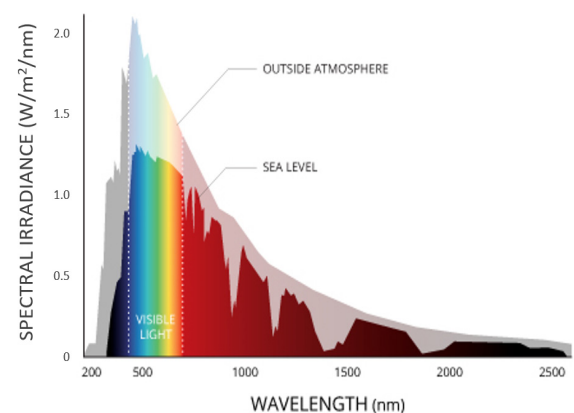 SPECTRAL IRRADIANCE (W/m²/nm)
2.0
1.5
1.0
0.5
0
OUTSIDE ATMOSPHERE
SEA LEVEL
VISIBLE
LIGHT
200 500 1000 1500 2000 2500
WAVELENGTH (nm)